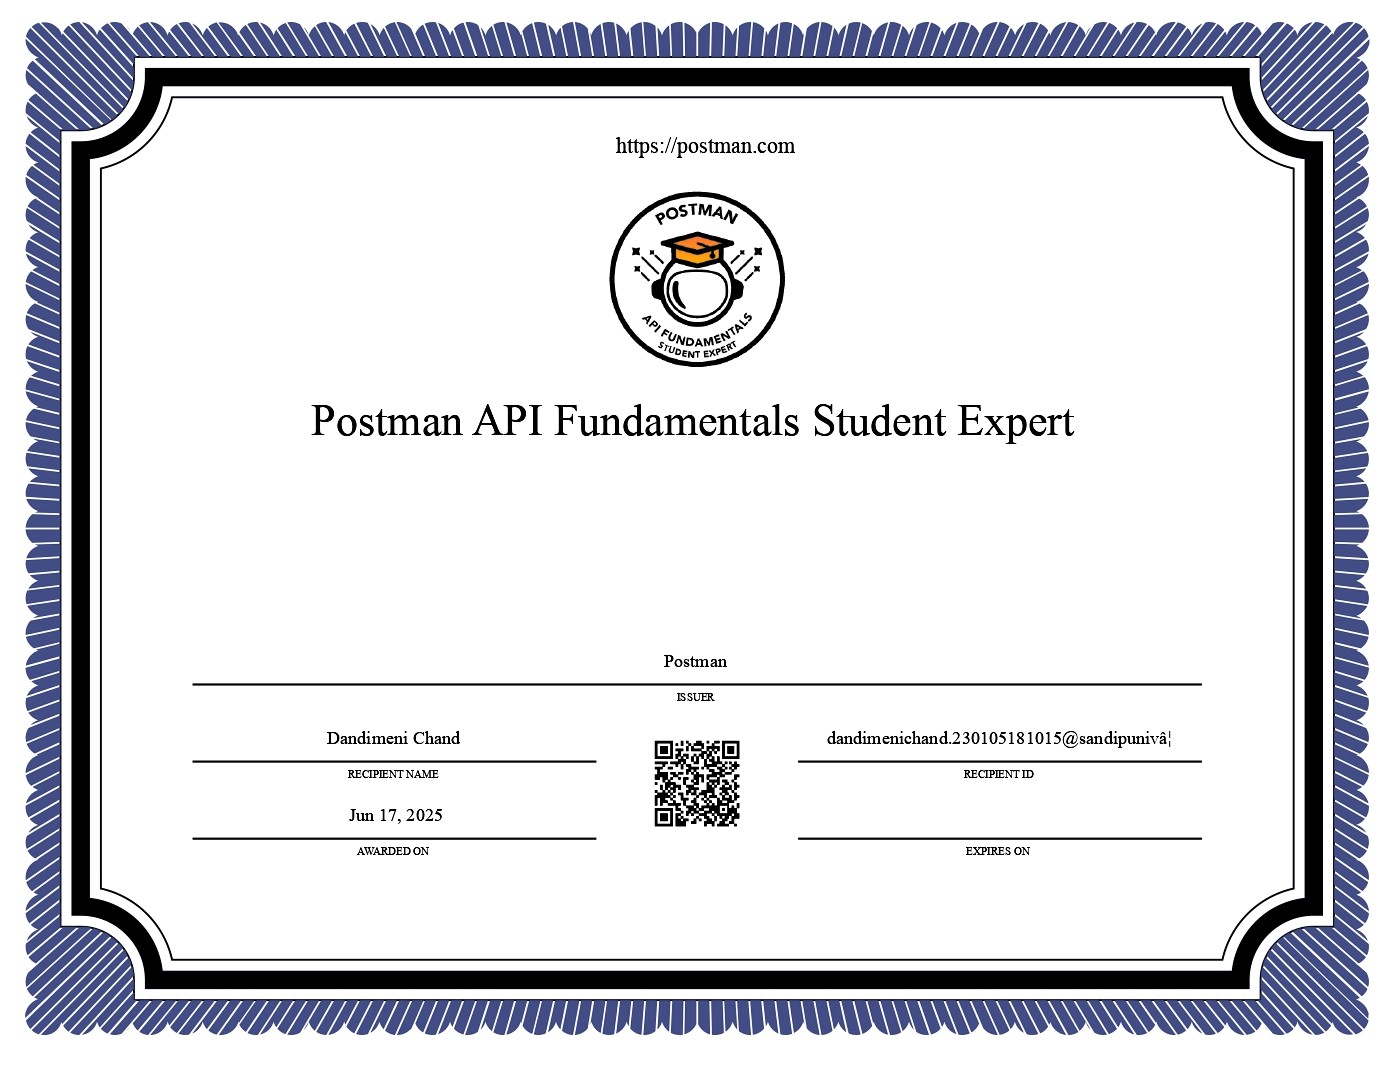 https://postman.com
POSTMAN
API FUNDAMENTALS
STUDENT EXPERT
Postman API Fundamentals Student Expert
Postman
ISSUER
Dandimeni Chand
dandimenichand.230105181015@sandipunivâ¦
RECIPIENT NAME
RECIPIENT ID
Jun 17, 2025
AWARDED ON
EXPIRES ON